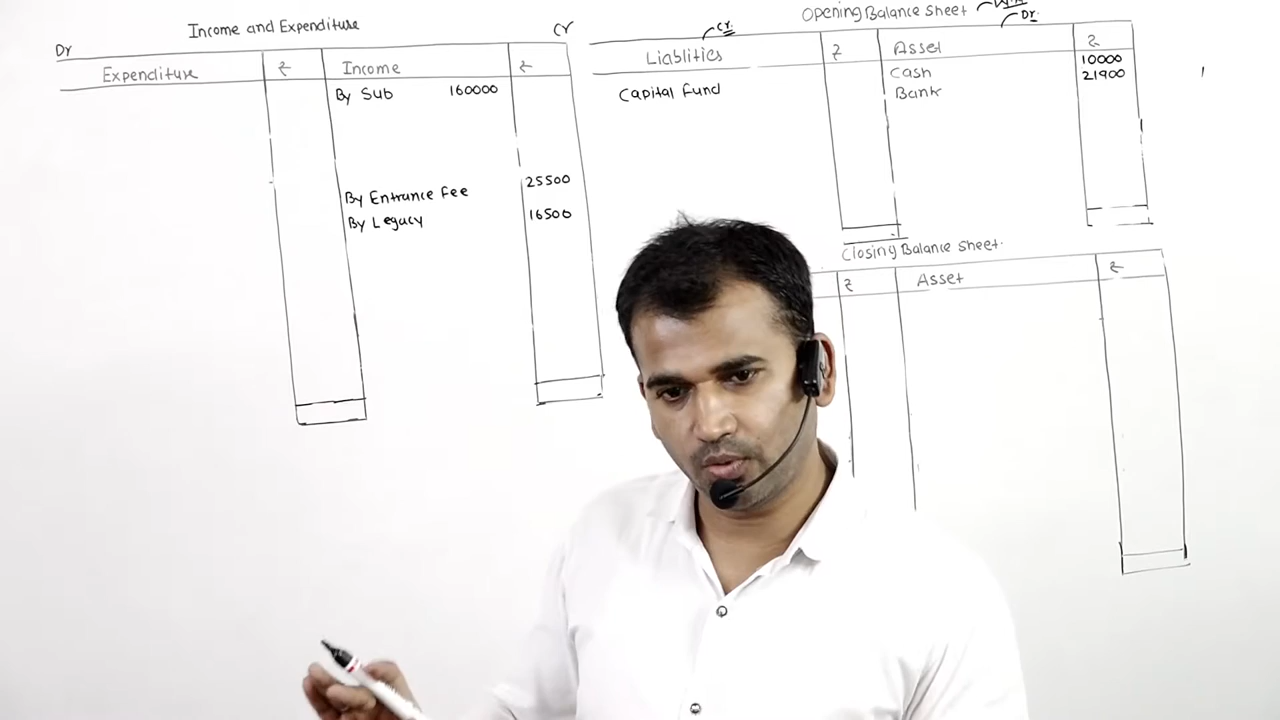 Income and Expenditure
Dr
Cr
Expenditure ₹ Income ₹
By Sub 160000
By Entrance Fee 25500
By Legacy 16500
Opening Balance Sheet
Cr.
Dr.
Liablities ₹ Asset ₹
Capital Fund
Cash 10000
Bank 21900
Closing Balance Sheet.
₹ Asset ₹